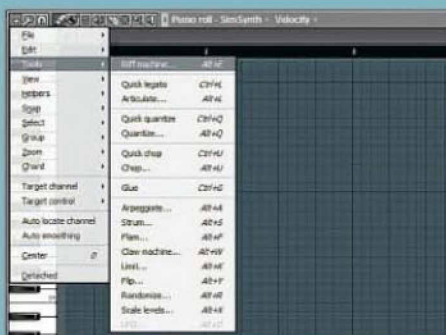 Piano roll - SimSynth - Velocity
File
Edit
Tools
View
Helpers
Snap
Select
Group
Zoom
Chord
Target channel
Target control
Auto locate channel
Auto smoothing
Center 0
Detached
Riff machine... Alt+E
Quick legato Ctrl+L
Articulate... Alt+L
Quick quantize Ctrl+Q
Quantize... Alt+Q
Quick chop Ctrl+U
Chop... Alt+U
Glue Ctrl+G
Arpeggiate... Alt+A
Strum... Alt+S
Flam... Alt+F
Claw machine... Alt+W
Limit... Alt+K
Flip... Alt+Y
Randomize... Alt+R
Scale levels... Alt+X
LFO... Alt+O